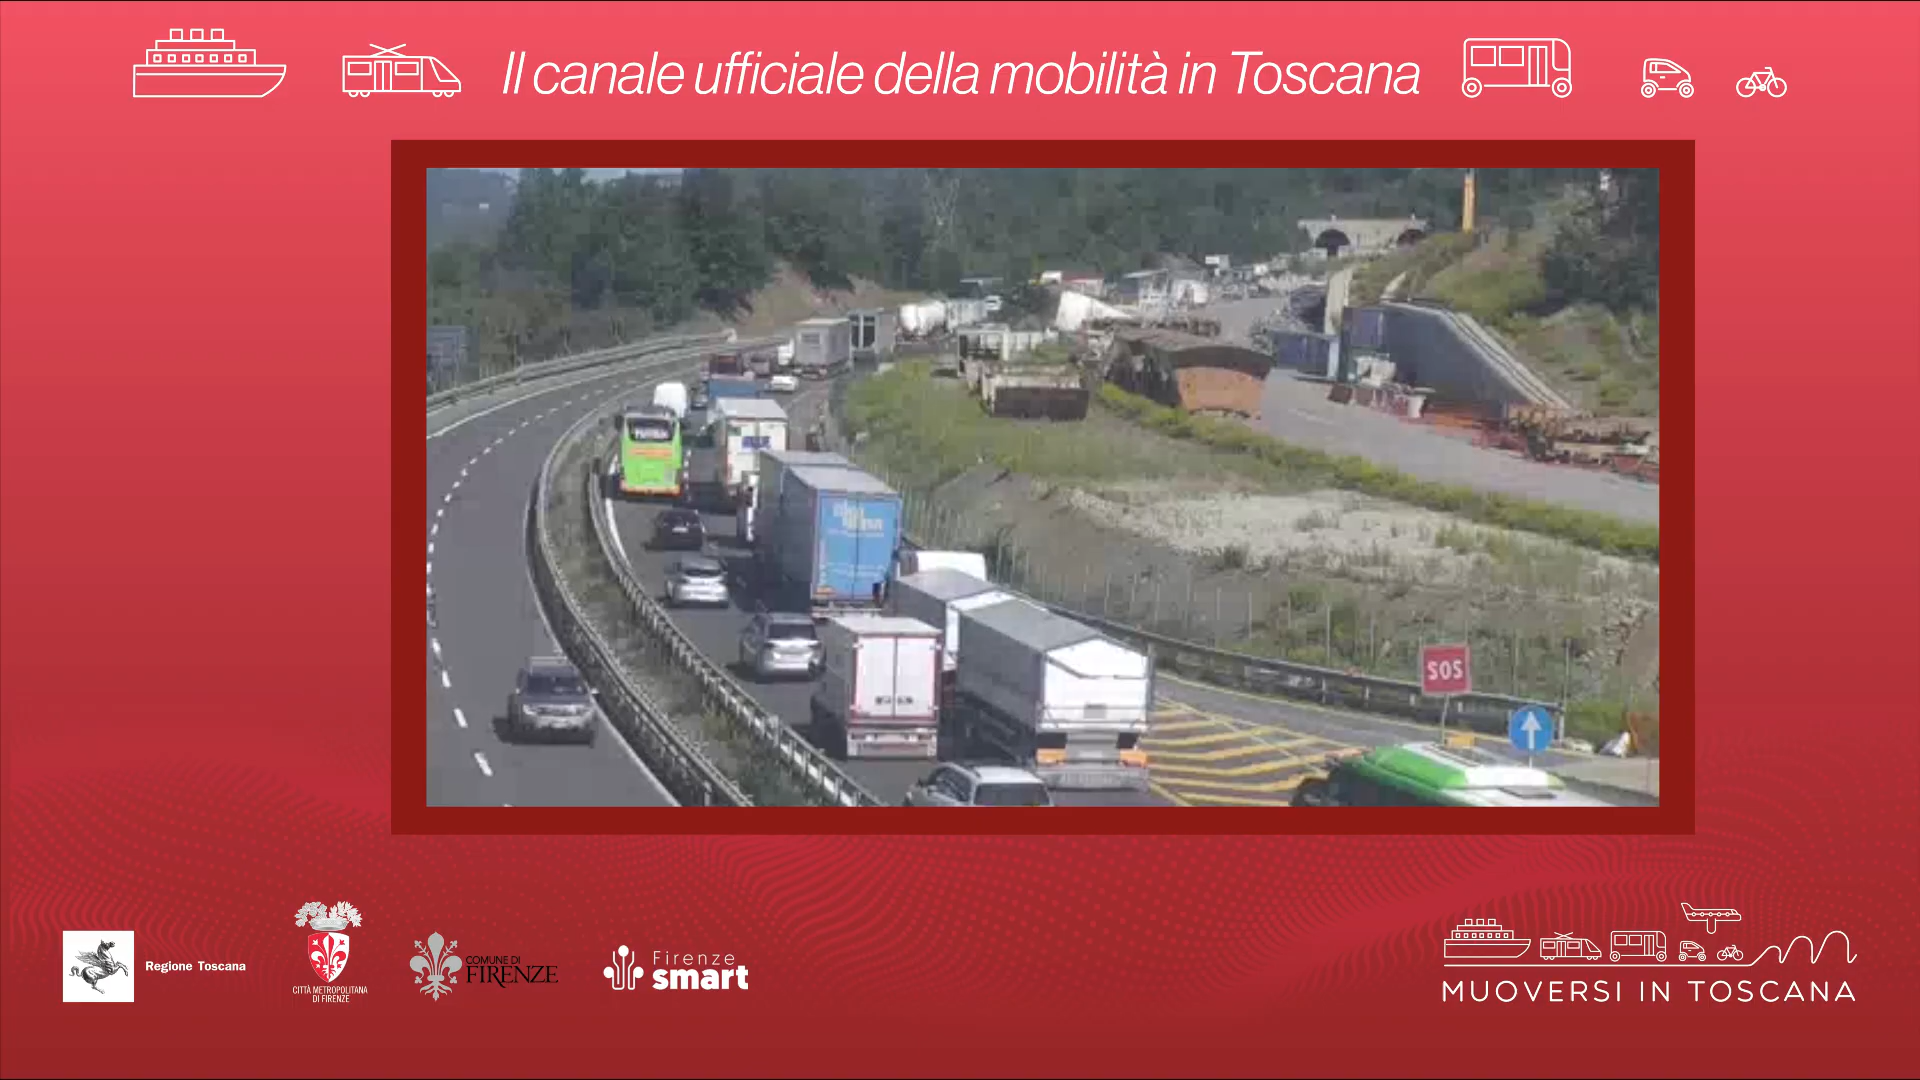 Il canale ufficiale della mobilità in Toscana
SOS
Regione Toscana
CITTÀ METROPOLITANA
DI FIRENZE
COMUNE DI
FIRENZE
Firenze
smart
MUOVERSI IN TOSCANA